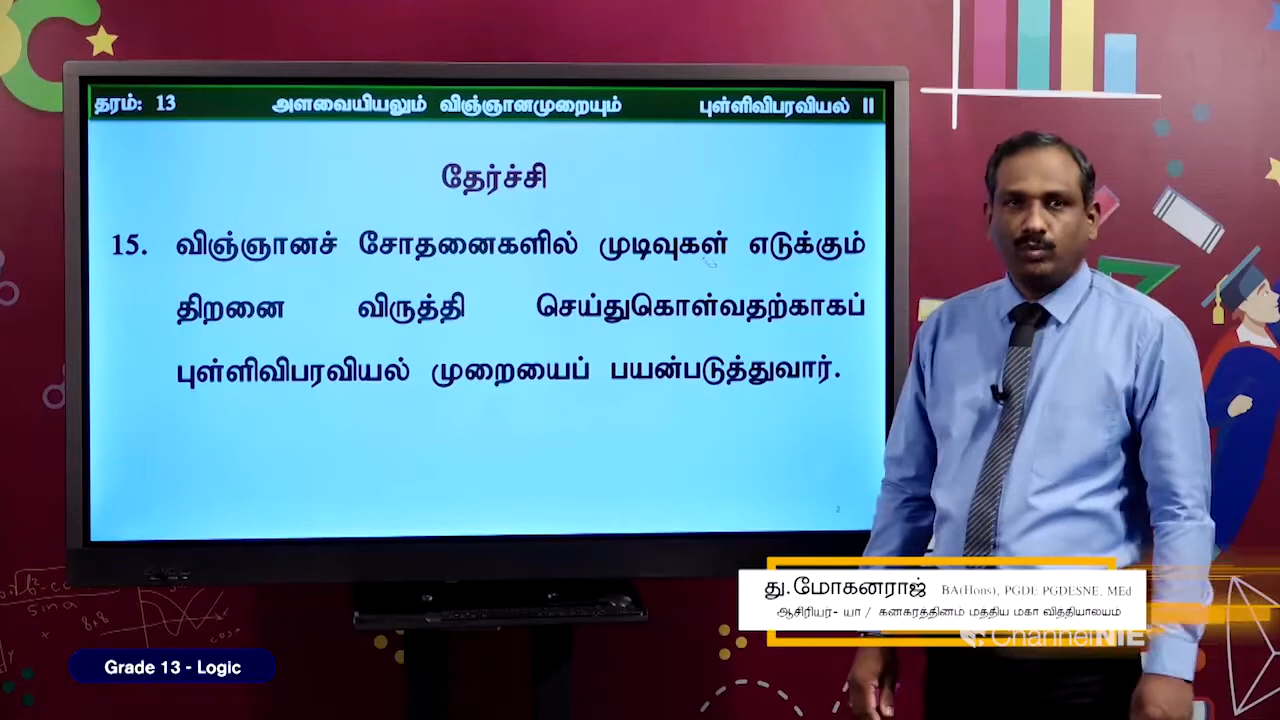 தரம்: 13 அளவையியலும் விஞ்ஞானமுறையும் புள்ளிவிபரவியல் II
தேர்ச்சி
15. விஞ்ஞானச் சோதனைகளில் முடிவுகள் எடுக்கும்
திறனை விருத்தி செய்துகொள்வதற்காகப்
புள்ளிவிபரவியல் முறையைப் பயன்படுத்துவார்.
2
து.மோகனராஜ் BA(Hons), PGDE PGDESNE, MEd
ஆசிரியர்- யா / கனகரத்தினம் மத்திய மகா வித்தியாலயம்
ChannelNIE
Grade 13 - Logic